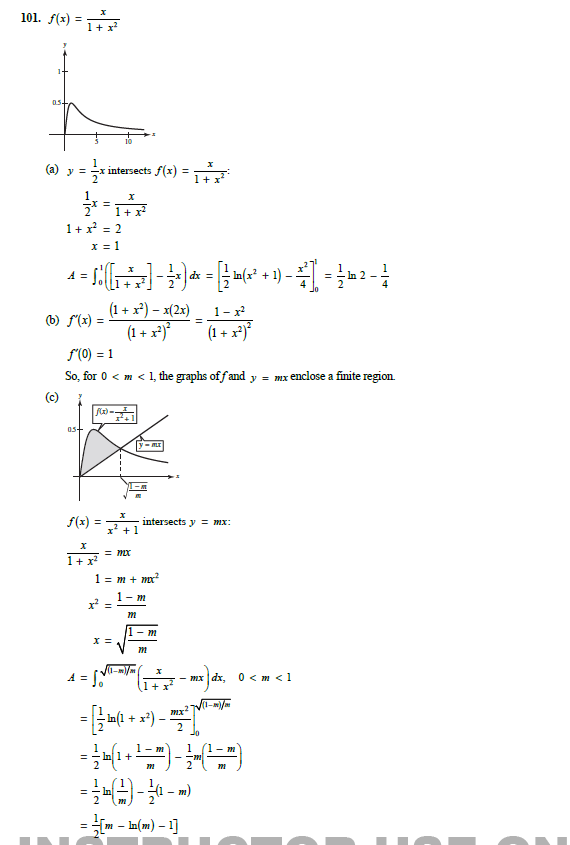 101. f(x) = x / (1 + x²)
y
1
0.5
5 10 x
(a) y = 1/2 x intersects f(x) = x / (1 + x²):
1/2 x = x / (1 + x²)
1 + x² = 2
x = 1
A = ∫₀¹ ([x / (1 + x²)] − 1/2 x) dx = [1/2 ln(x² + 1) − x²/4]₀¹ = 1/2 ln 2 − 1/4
(b) f′(x) = ((1 + x²) − x(2x)) / (1 + x²)² = (1 − x²) / (1 + x²)²
f′(0) = 1
So, for 0 < m < 1, the graphs of f and y = mx enclose a finite region.
(c)
y
f(x) = x / (x² + 1)
0.5
y = mx
x
√((1 − m) / m)
f(x) = x / (x² + 1) intersects y = mx:
x / (1 + x²) = mx
1 = m + mx²
x² = (1 − m) / m
x = √((1 − m) / m)
A = ∫₀^√((1−m)/m) (x / (1 + x²) − mx) dx, 0 < m < 1
= [1/2 ln(1 + x²) − mx²/2]₀^√((1−m)/m)
= 1/2 ln(1 + (1 − m)/m) − 1/2 m((1 − m)/m)
= 1/2 ln(1/m) − 1/2(1 − m)
= 1/2[m − ln(m) − 1]
INSTRUCTOR USE ON